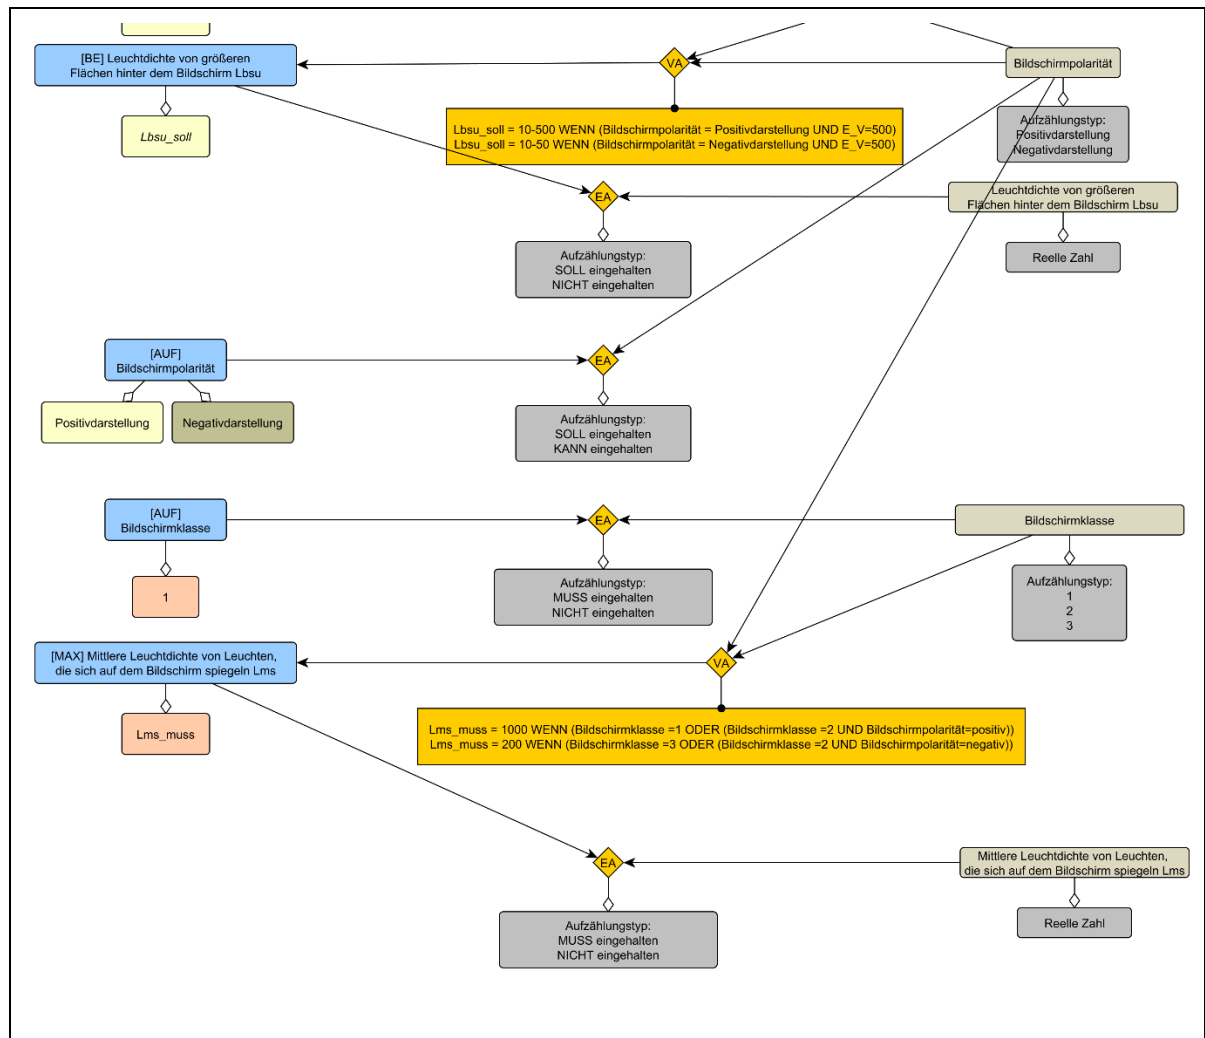 [BE] Leuchtdichte von größeren
Flächen hinter dem Bildschirm Lbsu
VA
Bildschirmpolarität
Lbsu_soll
Lbsu_soll = 10-500 WENN (Bildschirmpolarität = Positivdarstellung UND E_V=500)
Lbsu_soll = 10-50 WENN (Bildschirmpolarität = Negativdarstellung UND E_V=500)
Aufzählungstyp:
Positivdarstellung
Negativdarstellung
EA
Leuchtdichte von größeren
Flächen hinter dem Bildschirm Lbsu
Aufzählungstyp:
SOLL eingehalten
NICHT eingehalten
Reelle Zahl
[AUF]
Bildschirmpolarität
EA
Positivdarstellung
Negativdarstellung
Aufzählungstyp:
SOLL eingehalten
KANN eingehalten
[AUF]
Bildschirmklasse
EA
Bildschirmklasse
1
Aufzählungstyp:
MUSS eingehalten
NICHT eingehalten
Aufzählungstyp:
1
2
3
[MAX] Mittlere Leuchtdichte von Leuchten,
die sich auf dem Bildschirm spiegeln Lms
VA
Lms_muss
Lms_muss = 1000 WENN (Bildschirmklasse =1 ODER (Bildschirmklasse =2 UND Bildschirmpolarität=positiv))
Lms_muss = 200 WENN (Bildschirmklasse =3 ODER (Bildschirmklasse =2 UND Bildschirmpolarität=negativ))
EA
Mittlere Leuchtdichte von Leuchten,
die sich auf dem Bildschirm spiegeln Lms
Aufzählungstyp:
MUSS eingehalten
NICHT eingehalten
Reelle Zahl